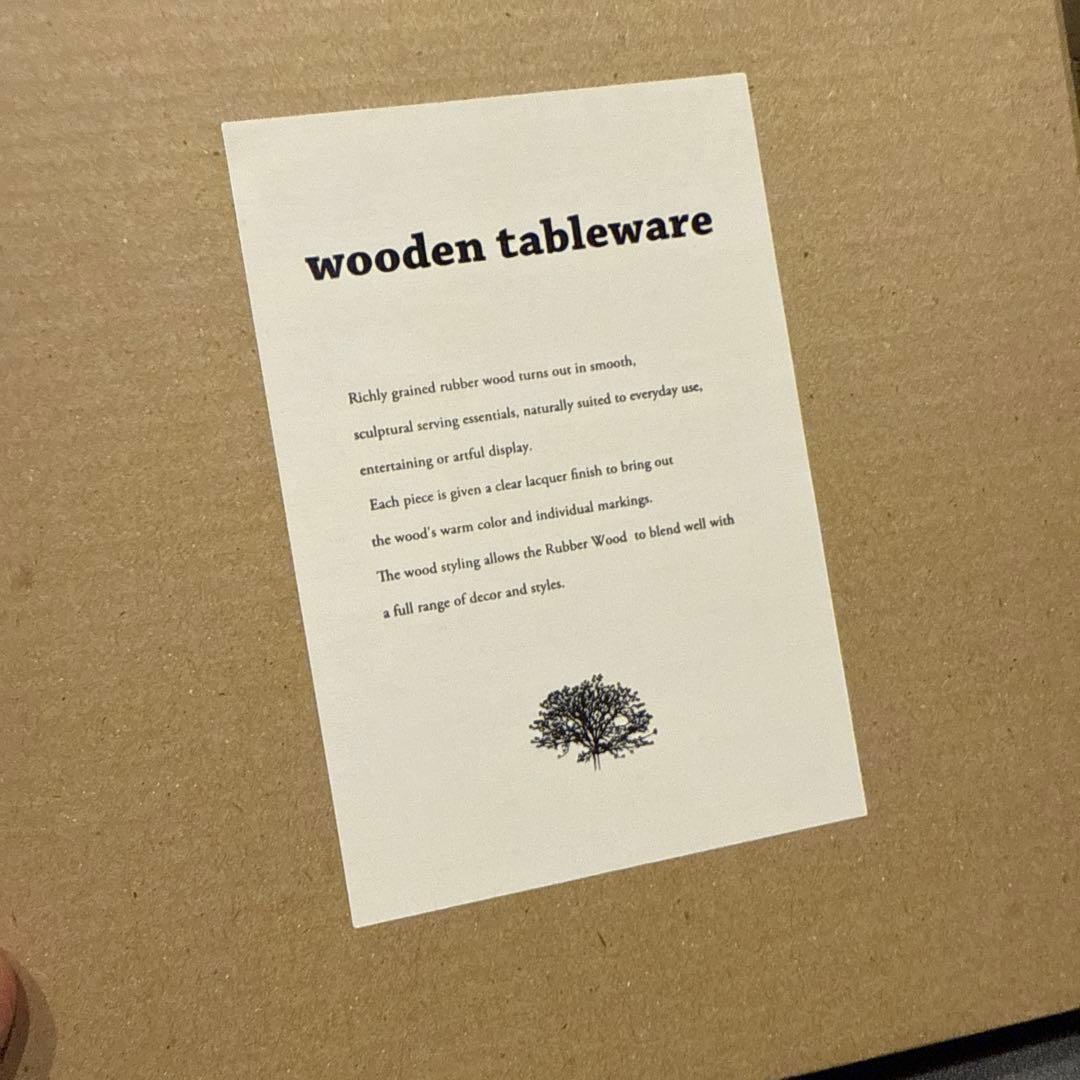 wooden tableware
Richly grained rubber wood turns out in smooth,
sculptural serving essentials, naturally suited to everyday use,
entertaining or artful display.
Each piece is given a clear lacquer finish to bring out
the wood's warm color and individual markings.
The wood styling allows the Rubber Wood to blend well with
a full range of decor and styles.